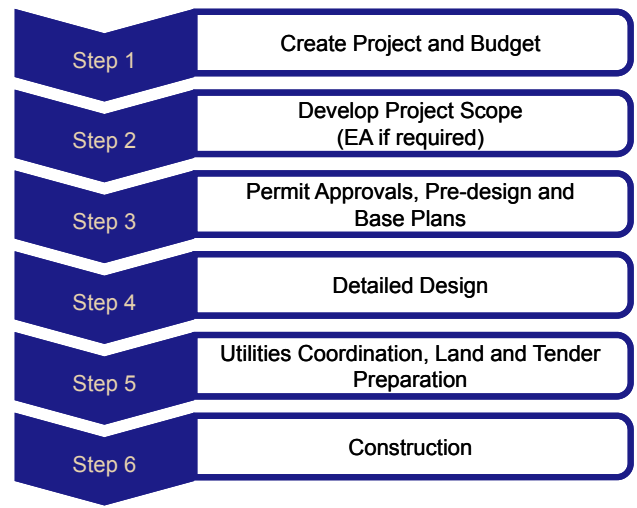 Step 1
Create Project and Budget
Step 2
Develop Project Scope
(EA if required)
Step 3
Permit Approvals, Pre-design and
Base Plans
Step 4
Detailed Design
Step 5
Utilities Coordination, Land and Tender
Preparation
Step 6
Construction